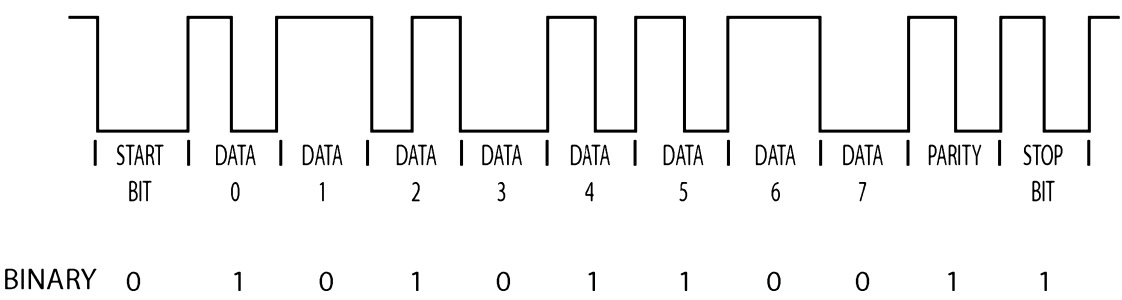 | START | DATA | DATA | DATA | DATA | DATA | DATA | DATA | DATA | PARITY | STOP |
BIT 0 1 2 3 4 5 6 7 BIT
BINARY 0 1 0 1 0 1 1 0 0 1 1